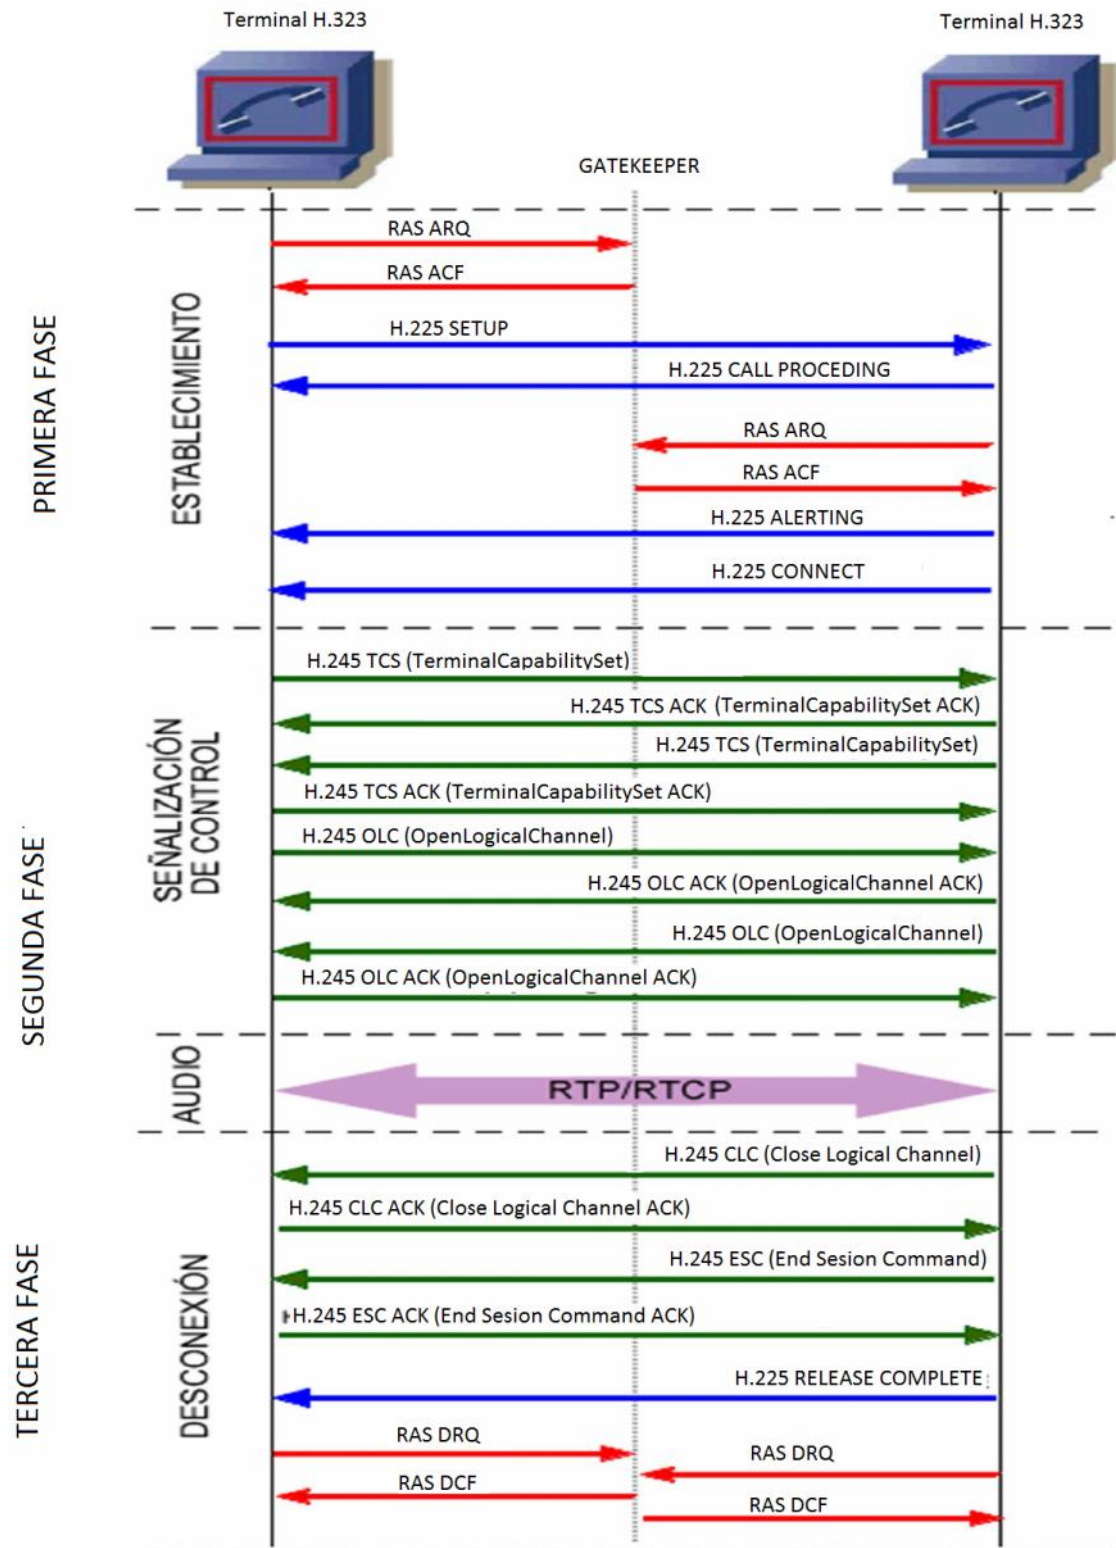 Terminal H.323
Terminal H.323
GATEKEEPER
PRIMERA FASE
ESTABLECIMIENTO
RAS ARQ
RAS ACF
H.225 SETUP
H.225 CALL PROCEDING
RAS ARQ
RAS ACF
H.225 ALERTING
H.225 CONNECT
SEGUNDA FASE
SEÑALIZACIÓN
DE CONTROL
H.245 TCS (TerminalCapabilitySet)
H.245 TCS ACK (TerminalCapabilitySet ACK)
H.245 TCS (TerminalCapabilitySet)
H.245 TCS ACK (TerminalCapabilitySet ACK)
H.245 OLC (OpenLogicalChannel)
H.245 OLC ACK (OpenLogicalChannel ACK)
H.245 OLC (OpenLogicalChannel)
H.245 OLC ACK (OpenLogicalChannel ACK)
AUDIO
RTP/RTCP
TERCERA FASE
DESCONEXIÓN
H.245 CLC (Close Logical Channel)
H.245 CLC ACK (Close Logical Channel ACK)
H.245 ESC (End Sesion Command)
H.245 ESC ACK (End Sesion Command ACK)
H.225 RELEASE COMPLETE
RAS DRQ
RAS DRQ
RAS DCF
RAS DCF